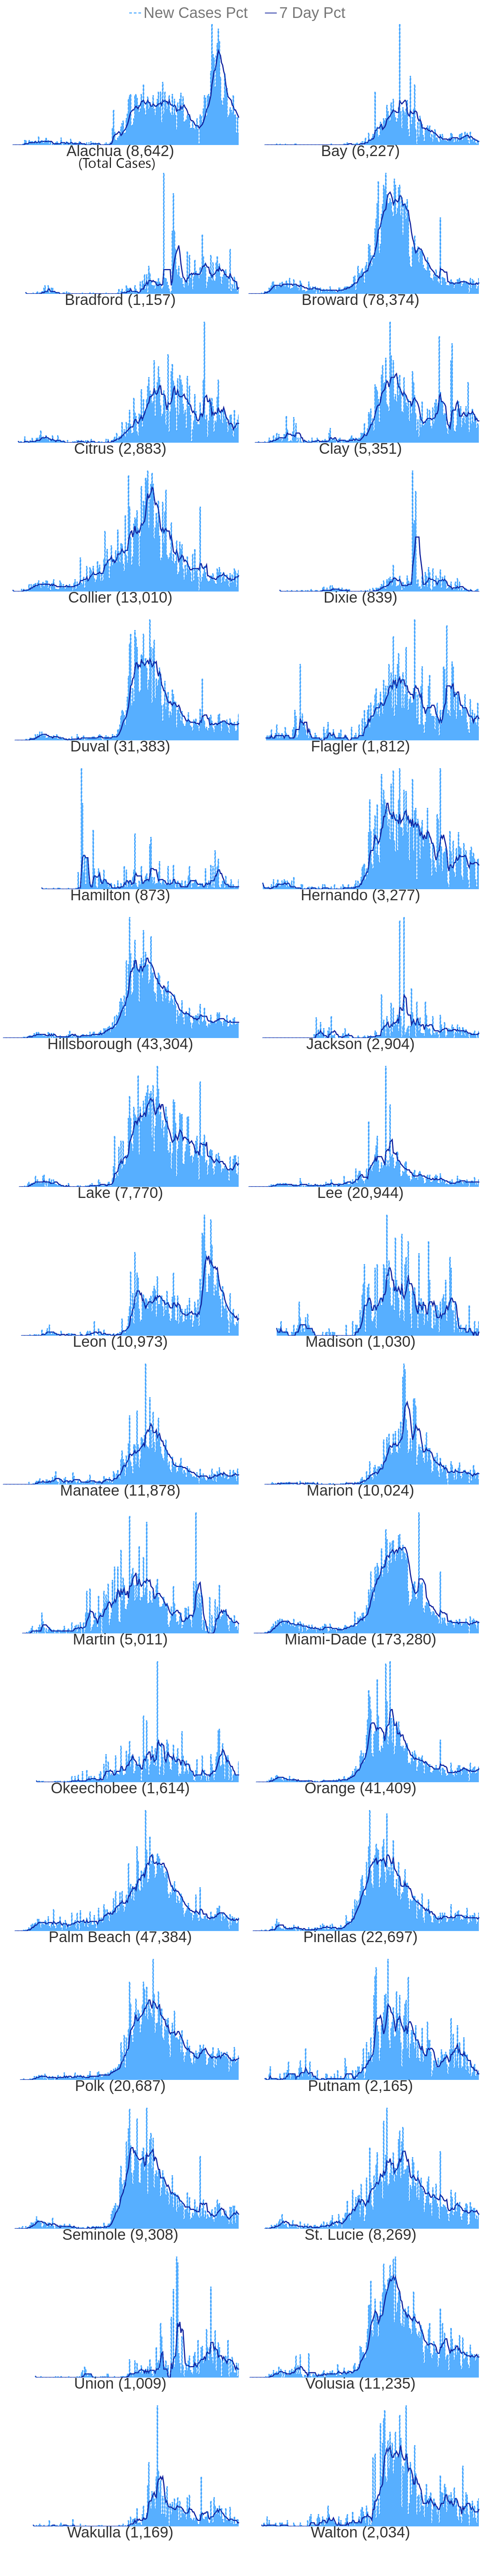 New Cases Pct 7 Day Pct
Alachua (8,642) Bay (6,227)
(Total Cases)
Bradford (1,157) Broward (78,374)
Citrus (2,883) Clay (5,351)
Collier (13,010) Dixie (839)
Duval (31,383) Flagler (1,812)
Hamilton (873) Hernando (3,277)
Hillsborough (43,304) Jackson (2,904)
Lake (7,770) Lee (20,944)
Leon (10,973) Madison (1,030)
Manatee (11,878) Marion (10,024)
Martin (5,011) Miami-Dade (173,280)
Okeechobee (1,614) Orange (41,409)
Palm Beach (47,384) Pinellas (22,697)
Polk (20,687) Putnam (2,165)
Seminole (9,308) St. Lucie (8,269)
Union (1,009) Volusia (11,235)
Wakulla (1,169) Walton (2,034)